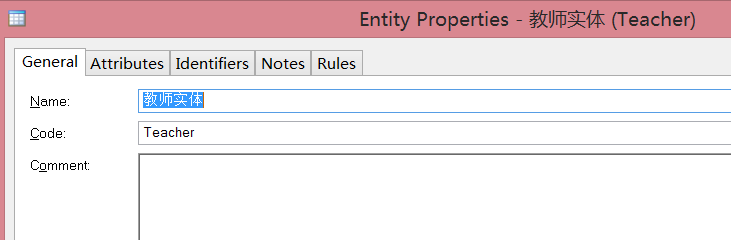 Entity Properties - 教师实体 (Teacher)
General Attributes Identifiers Notes Rules
Name: 教师实体
Code: Teacher
Comment: